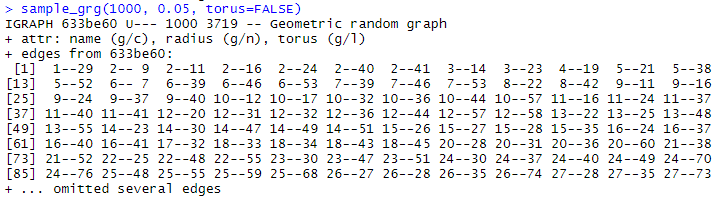 > sample_grg(1000, 0.05, torus=FALSE)
IGRAPH 633be60 U--- 1000 3719 -- Geometric random graph
+ attr: name (g/c), radius (g/n), torus (g/l)
+ edges from 633be60:
 [1]  1--29  2-- 9  2--11  2--16  2--24  2--40  2--41  3--14  3--23  4--19  5--21  5--38
[13]  5--52  6-- 7  6--39  6--46  6--53  7--39  7--46  7--53  8--22  8--42  9--11  9--16
[25]  9--24  9--37  9--40 10--12 10--17 10--32 10--36 10--44 10--57 11--16 11--24 11--37
[37] 11--40 11--41 12--20 12--31 12--32 12--36 12--44 12--57 12--58 13--22 13--25 13--48
[49] 13--55 14--23 14--30 14--47 14--49 14--51 15--26 15--27 15--28 15--35 16--24 16--37
[61] 16--40 16--41 17--32 18--33 18--34 18--43 18--45 20--28 20--31 20--36 20--60 21--38
[73] 21--52 22--25 22--48 22--55 23--30 23--47 23--51 24--30 24--37 24--40 24--49 24--70
[85] 24--76 25--48 25--55 25--59 25--68 26--27 26--28 26--35 26--74 27--28 27--35 27--73
+ ... omitted several edges